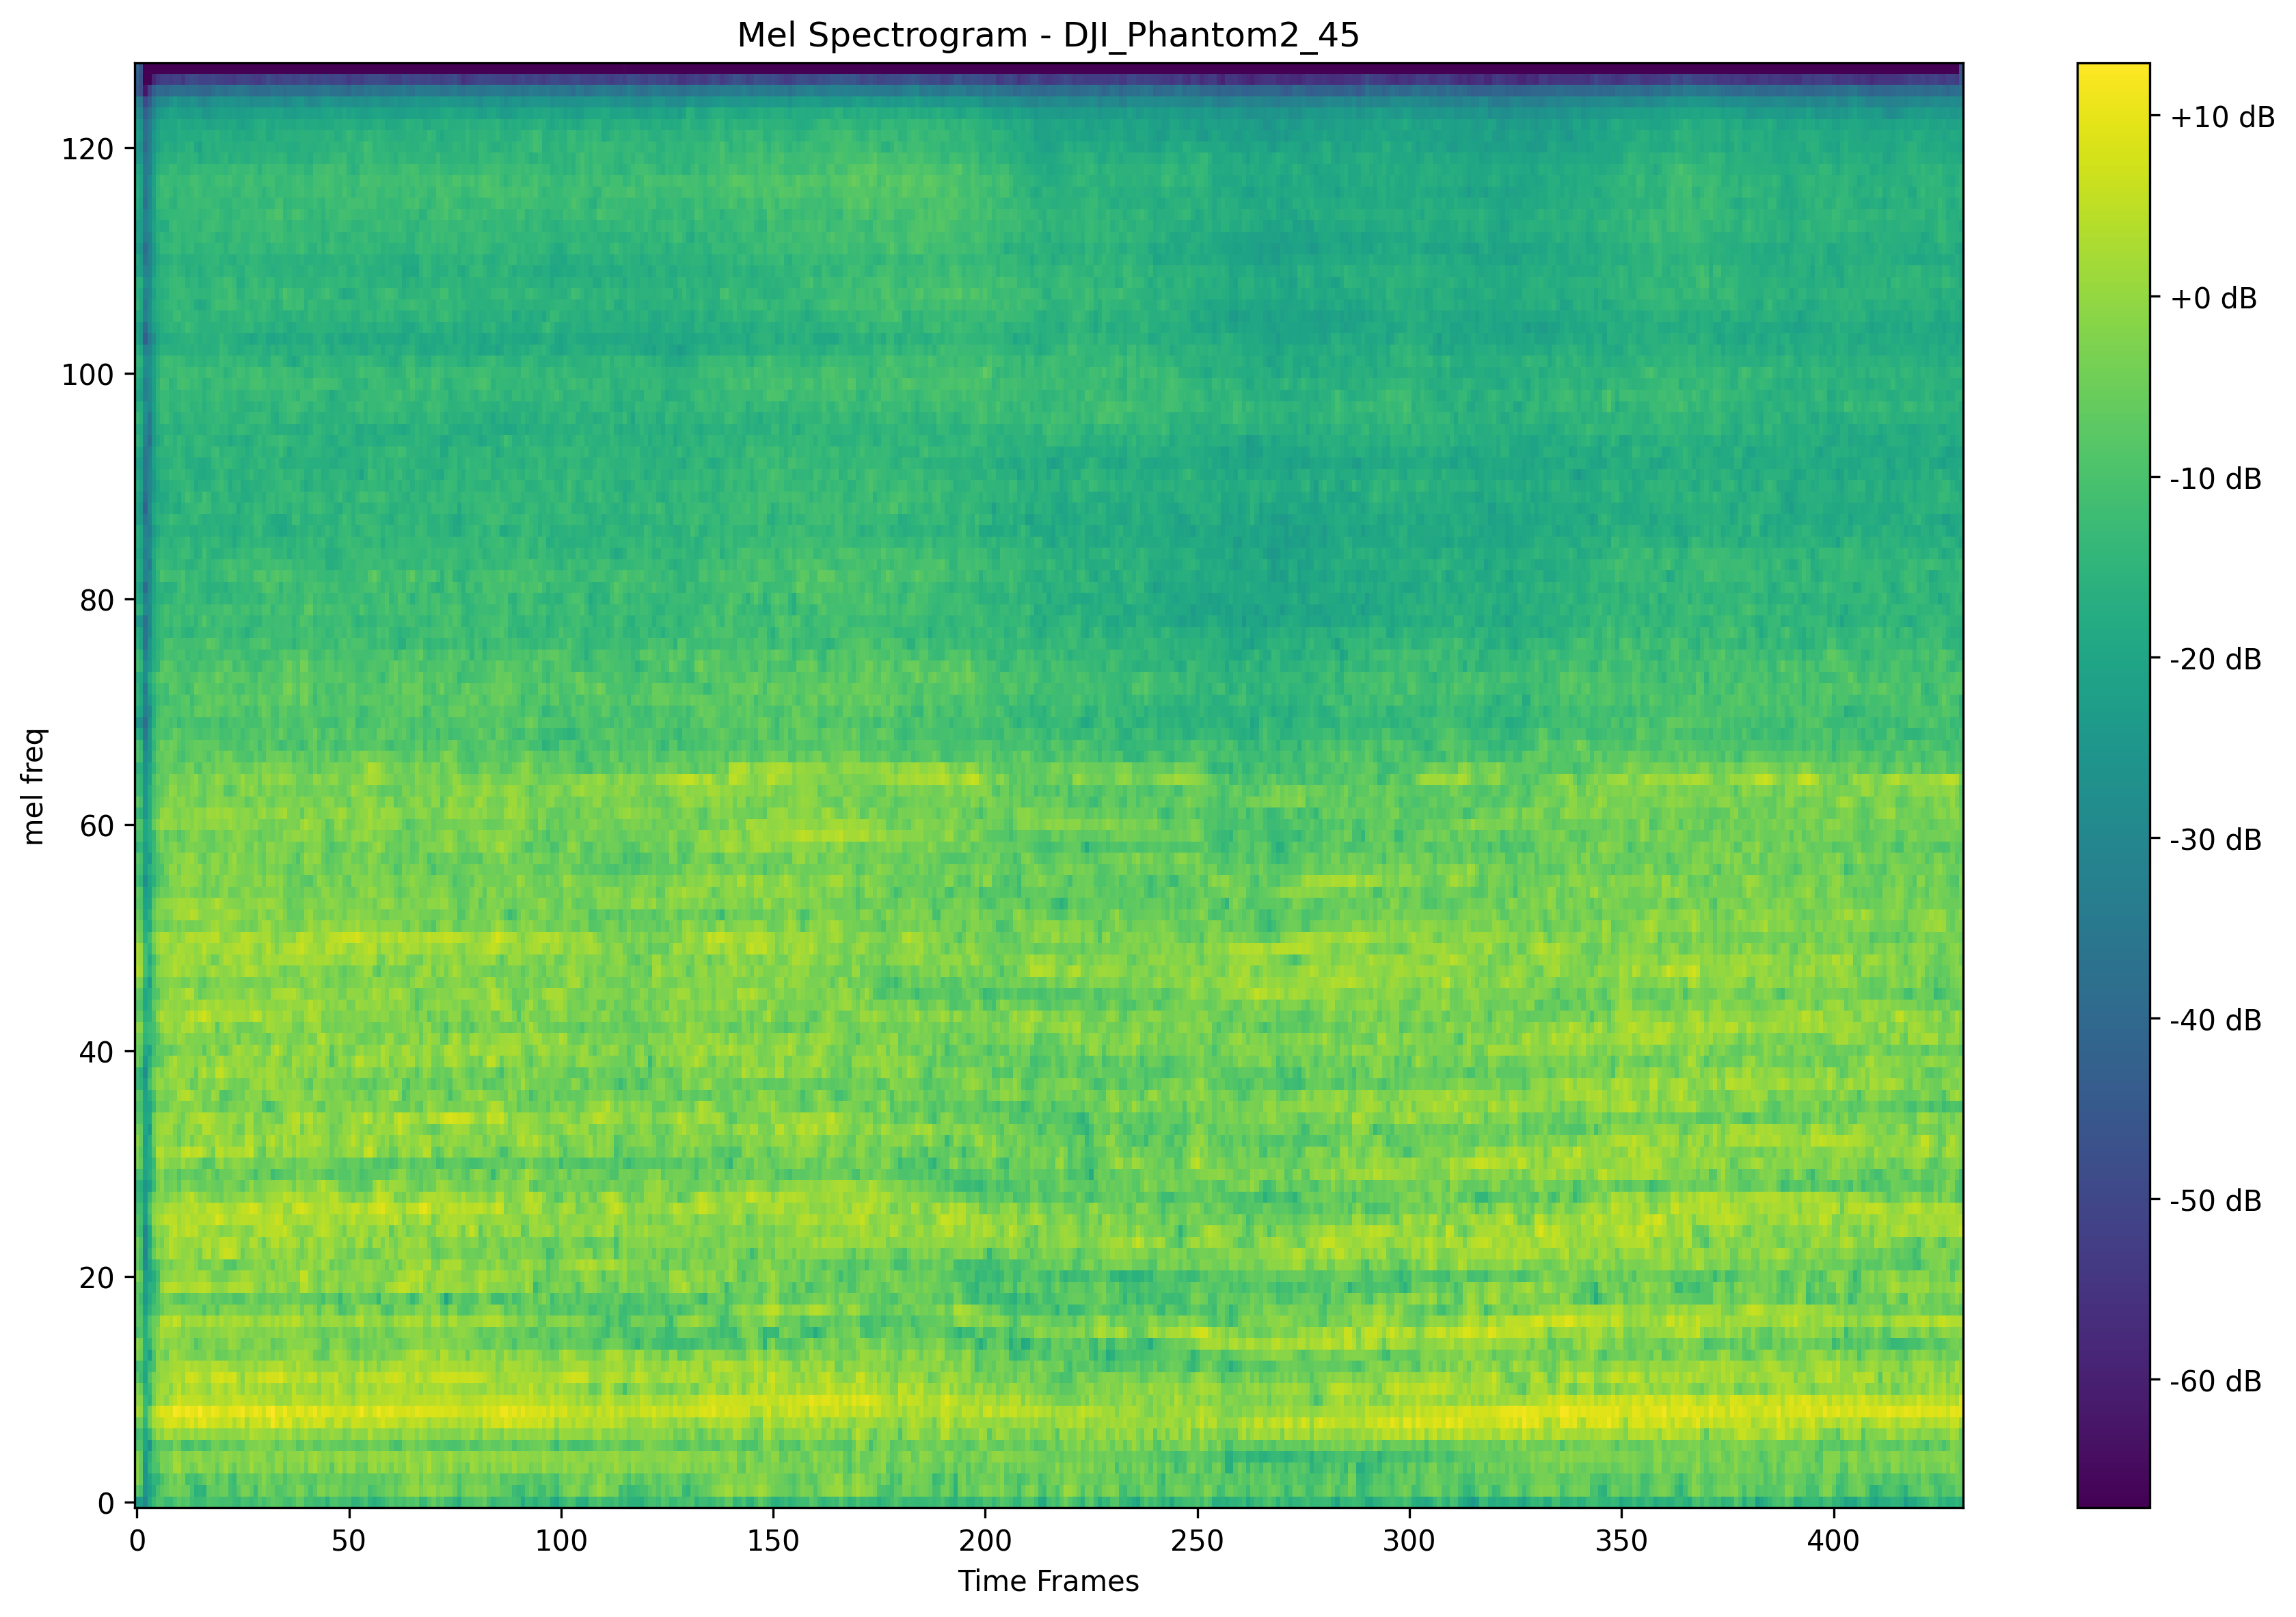 Mel Spectrogram - DJI_Phantom2_45
mel freq
120
100
80
60
40
20
0
0 50 100 150 200 250 300 350 400
Time Frames
+10 dB
+0 dB
-10 dB
-20 dB
-30 dB
-40 dB
-50 dB
-60 dB